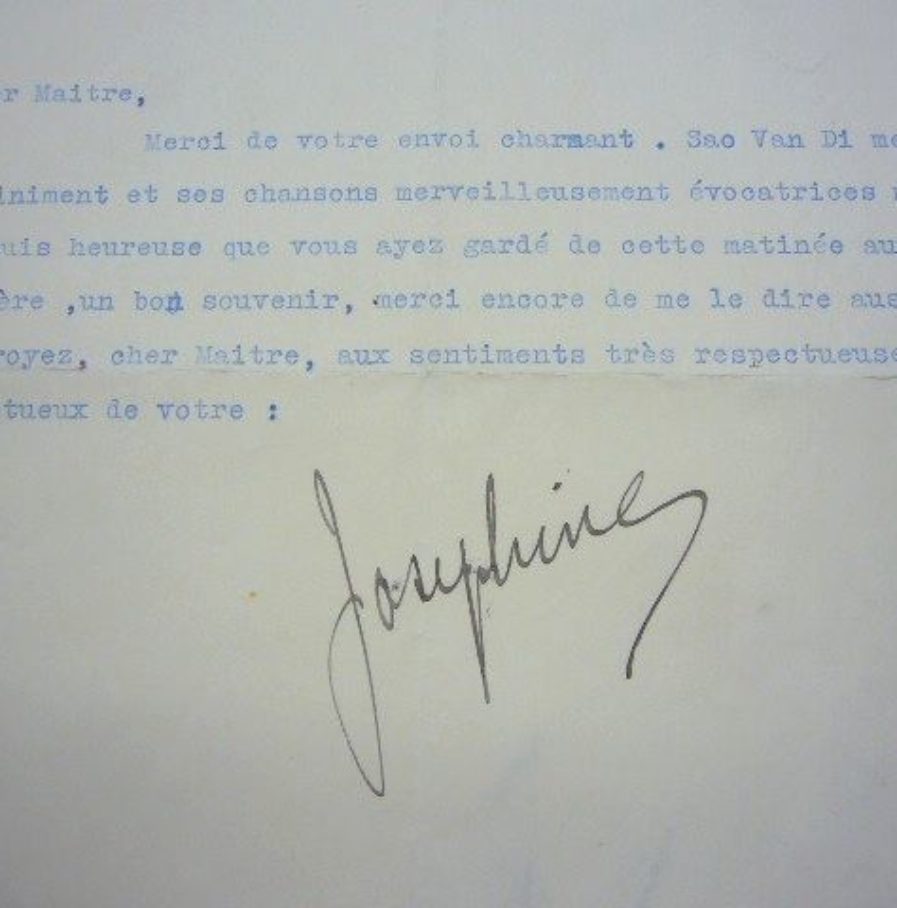 r Maitre,
Merci de votre envoi charmant . Sao Van Di me
iniment et ses chansons merveilleusement évocatrices
uis heureuse que vous ayez gardé de cette matinée au
ère ,un bon souvenir, merci encore de me le dire aus
royez, cher Maitre, aux sentiments très respectueuse
tueux de votre :
Josephine